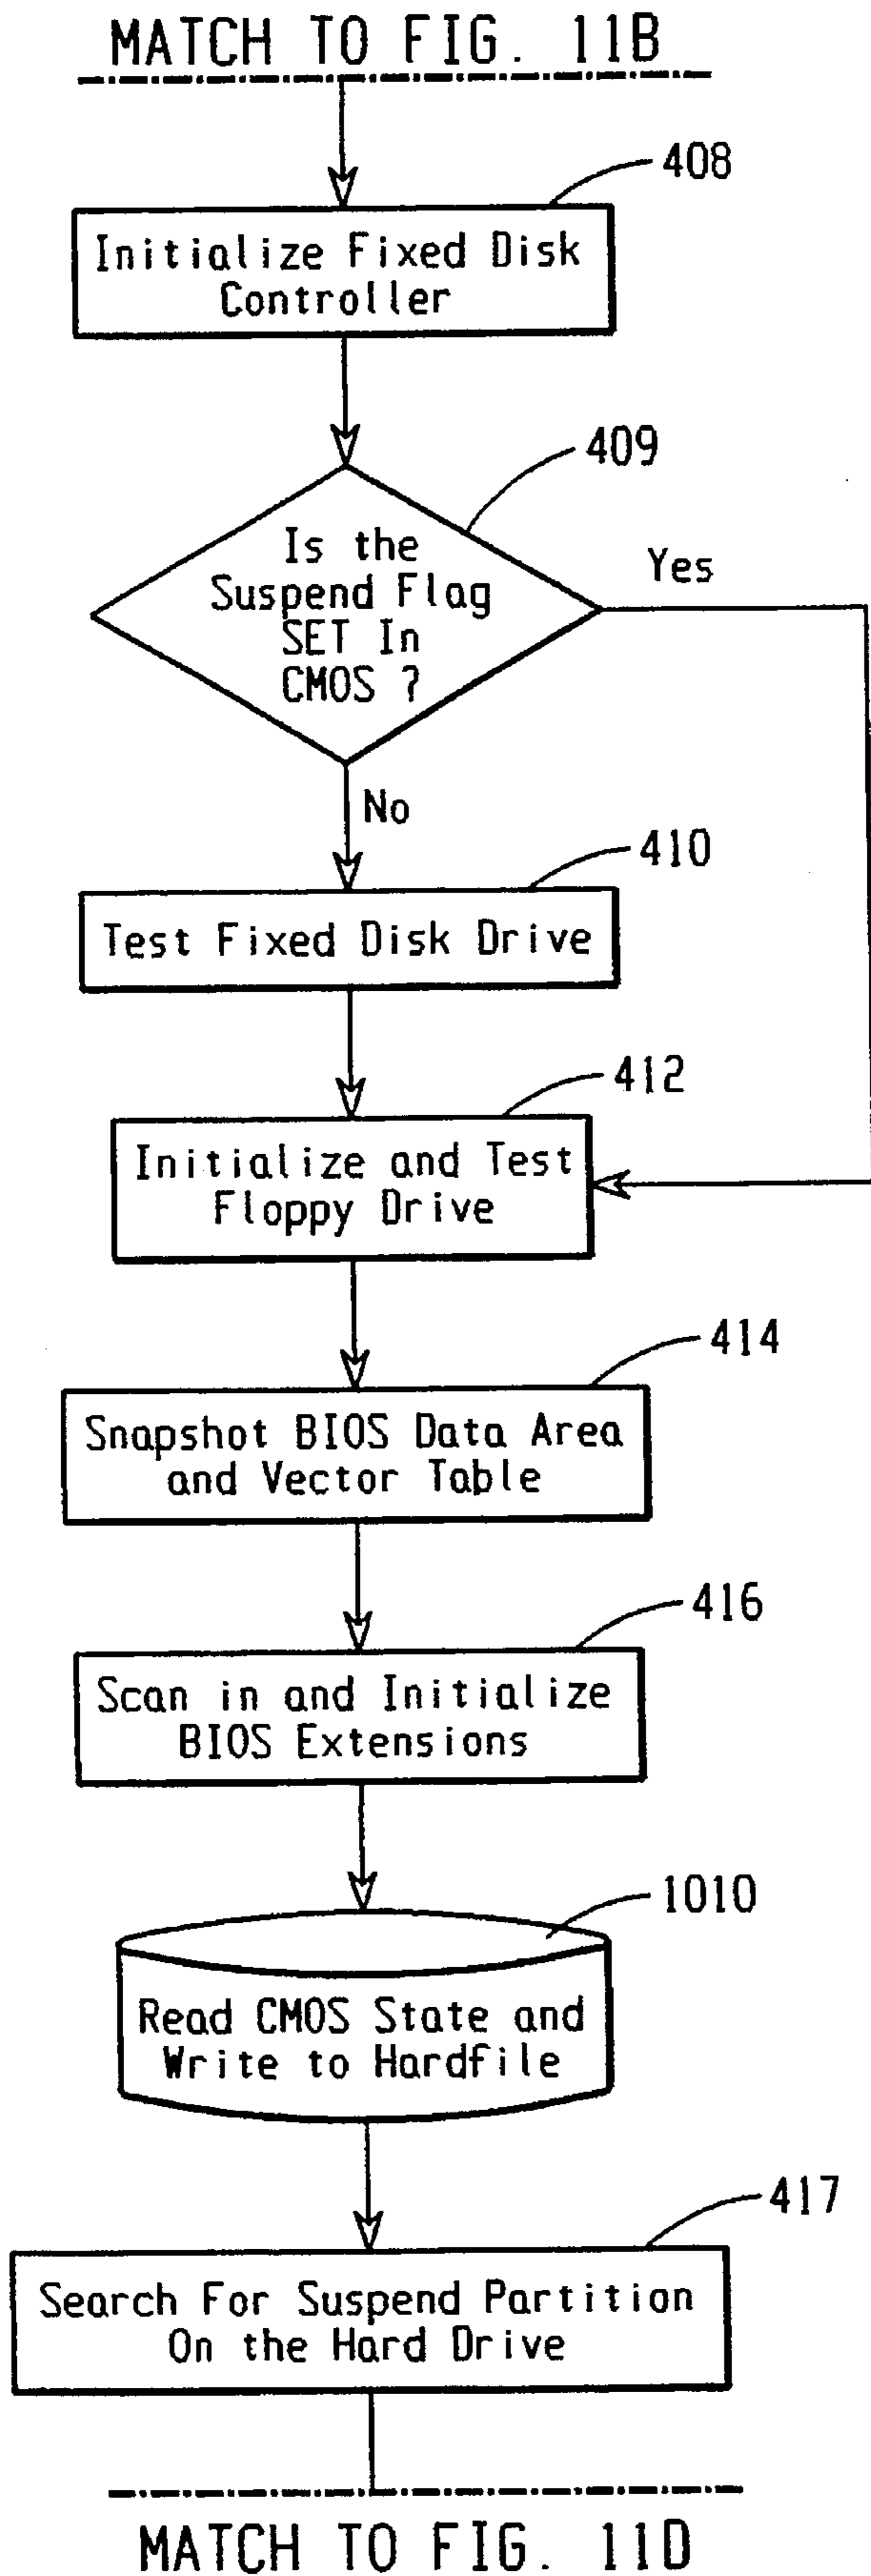 MATCH TO FIG. 11B
408
Initialize Fixed Disk
Controller
409
Is the
Suspend Flag
SET In
CMOS ?
Yes
No
410
Test Fixed Disk Drive
412
Initialize and Test
Floppy Drive
414
Snapshot BIOS Data Area
and Vector Table
416
Scan in and Initialize
BIOS Extensions
1010
Read CMOS State and
Write to Hardfile
417
Search For Suspend Partition
On the Hard Drive
MATCH TO FIG. 11D